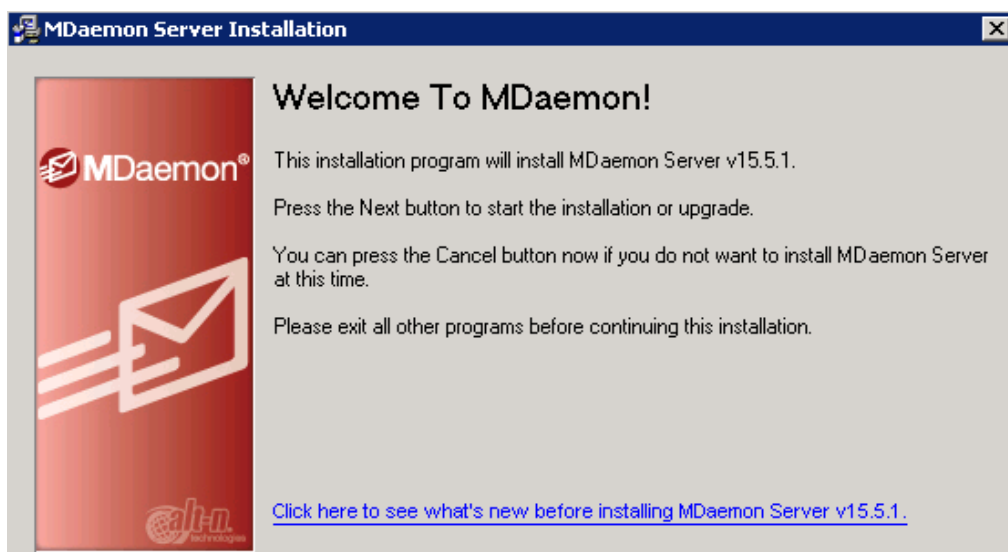 MDaemon Server Installation
Welcome To MDaemon!
MDaemon®
This installation program will install MDaemon Server v15.5.1.
Press the Next button to start the installation or upgrade.
You can press the Cancel button now if you do not want to install MDaemon Server
at this time.
Please exit all other programs before continuing this installation.
Click here to see what's new before installing MDaemon Server v15.5.1.
alt-n
technologies